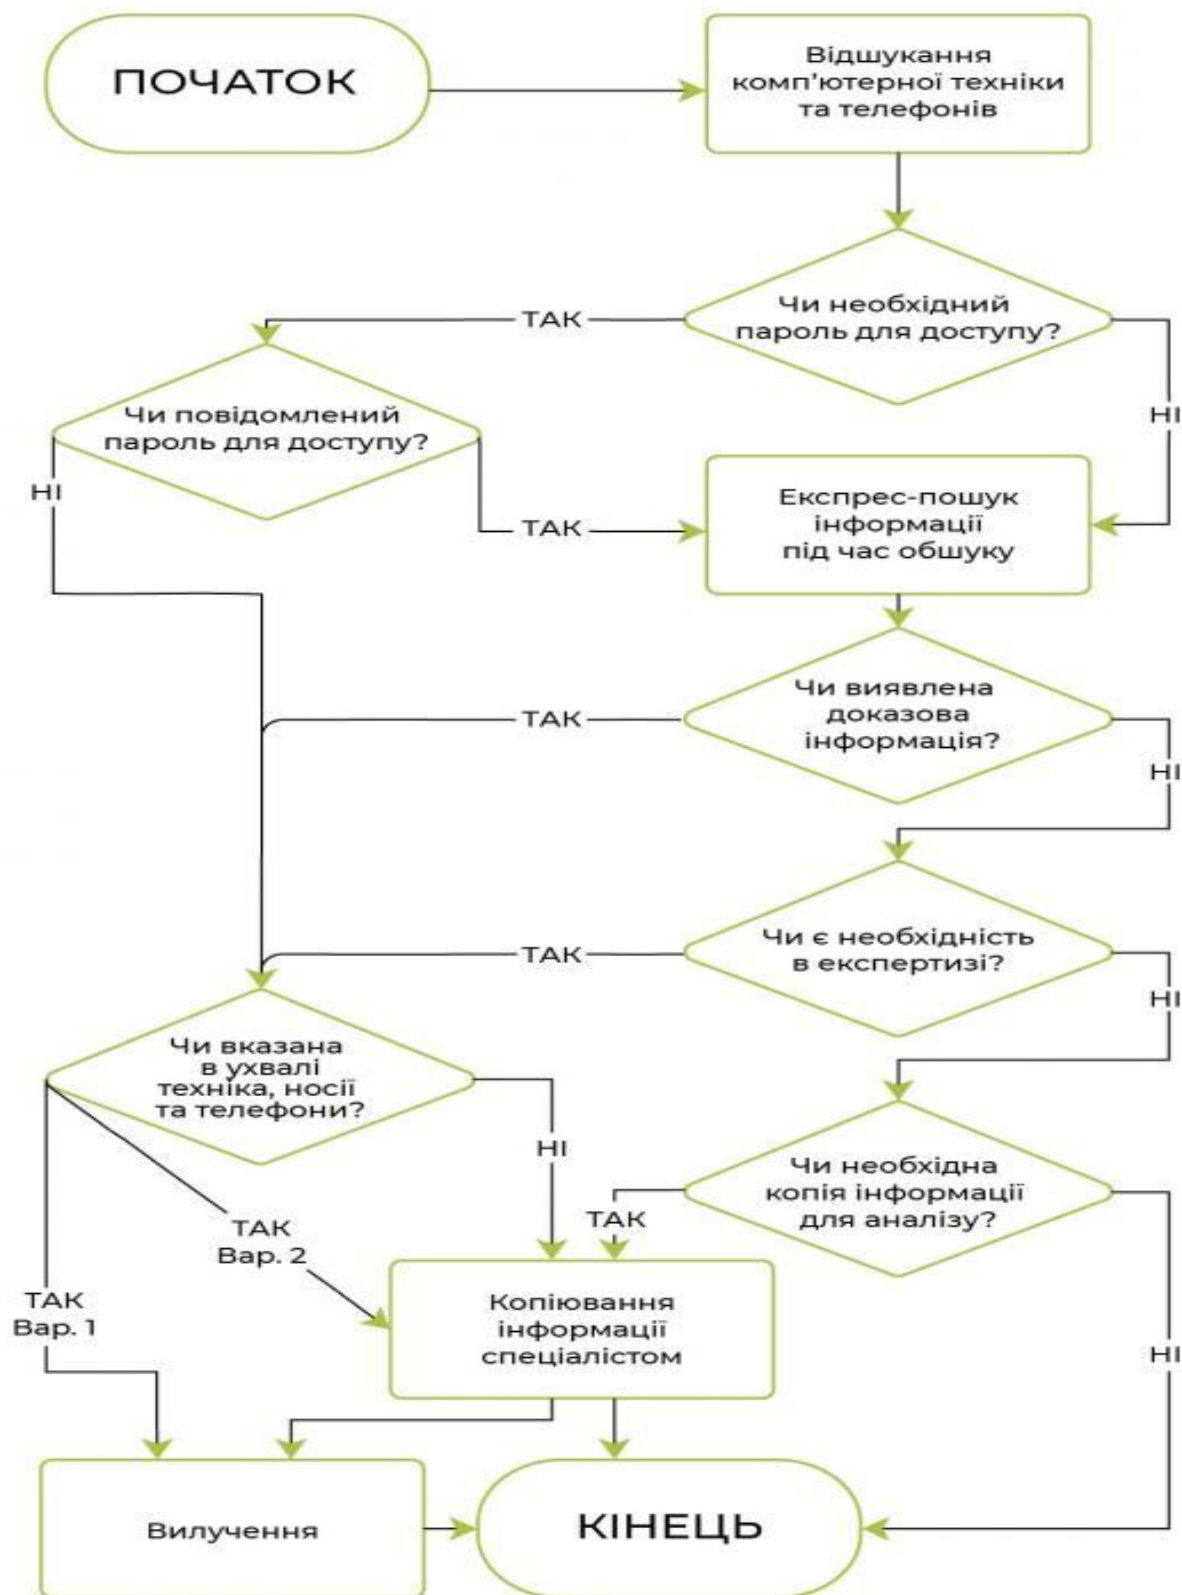 ПОЧАТОК
Відшукання
комп'ютерної техніки
та телефонів
Чи необхідний
пароль для доступу?
ТАК
НІ
Чи повідомлений
пароль для доступу?
НІ
ТАК
Експрес-пошук
інформації
під час обшуку
Чи виявлена
доказова
інформація?
ТАК
НІ
Чи є необхідність
в експертизі?
ТАК
НІ
Чи вказана
в ухвалі
техніка, носії
та телефони?
НІ
ТАК
Вар. 2
ТАК
Вар. 1
Чи необхідна
копія інформації
для аналізу?
ТАК
НІ
Копіювання
інформації
спеціалістом
Вилучення
КІНЕЦЬ